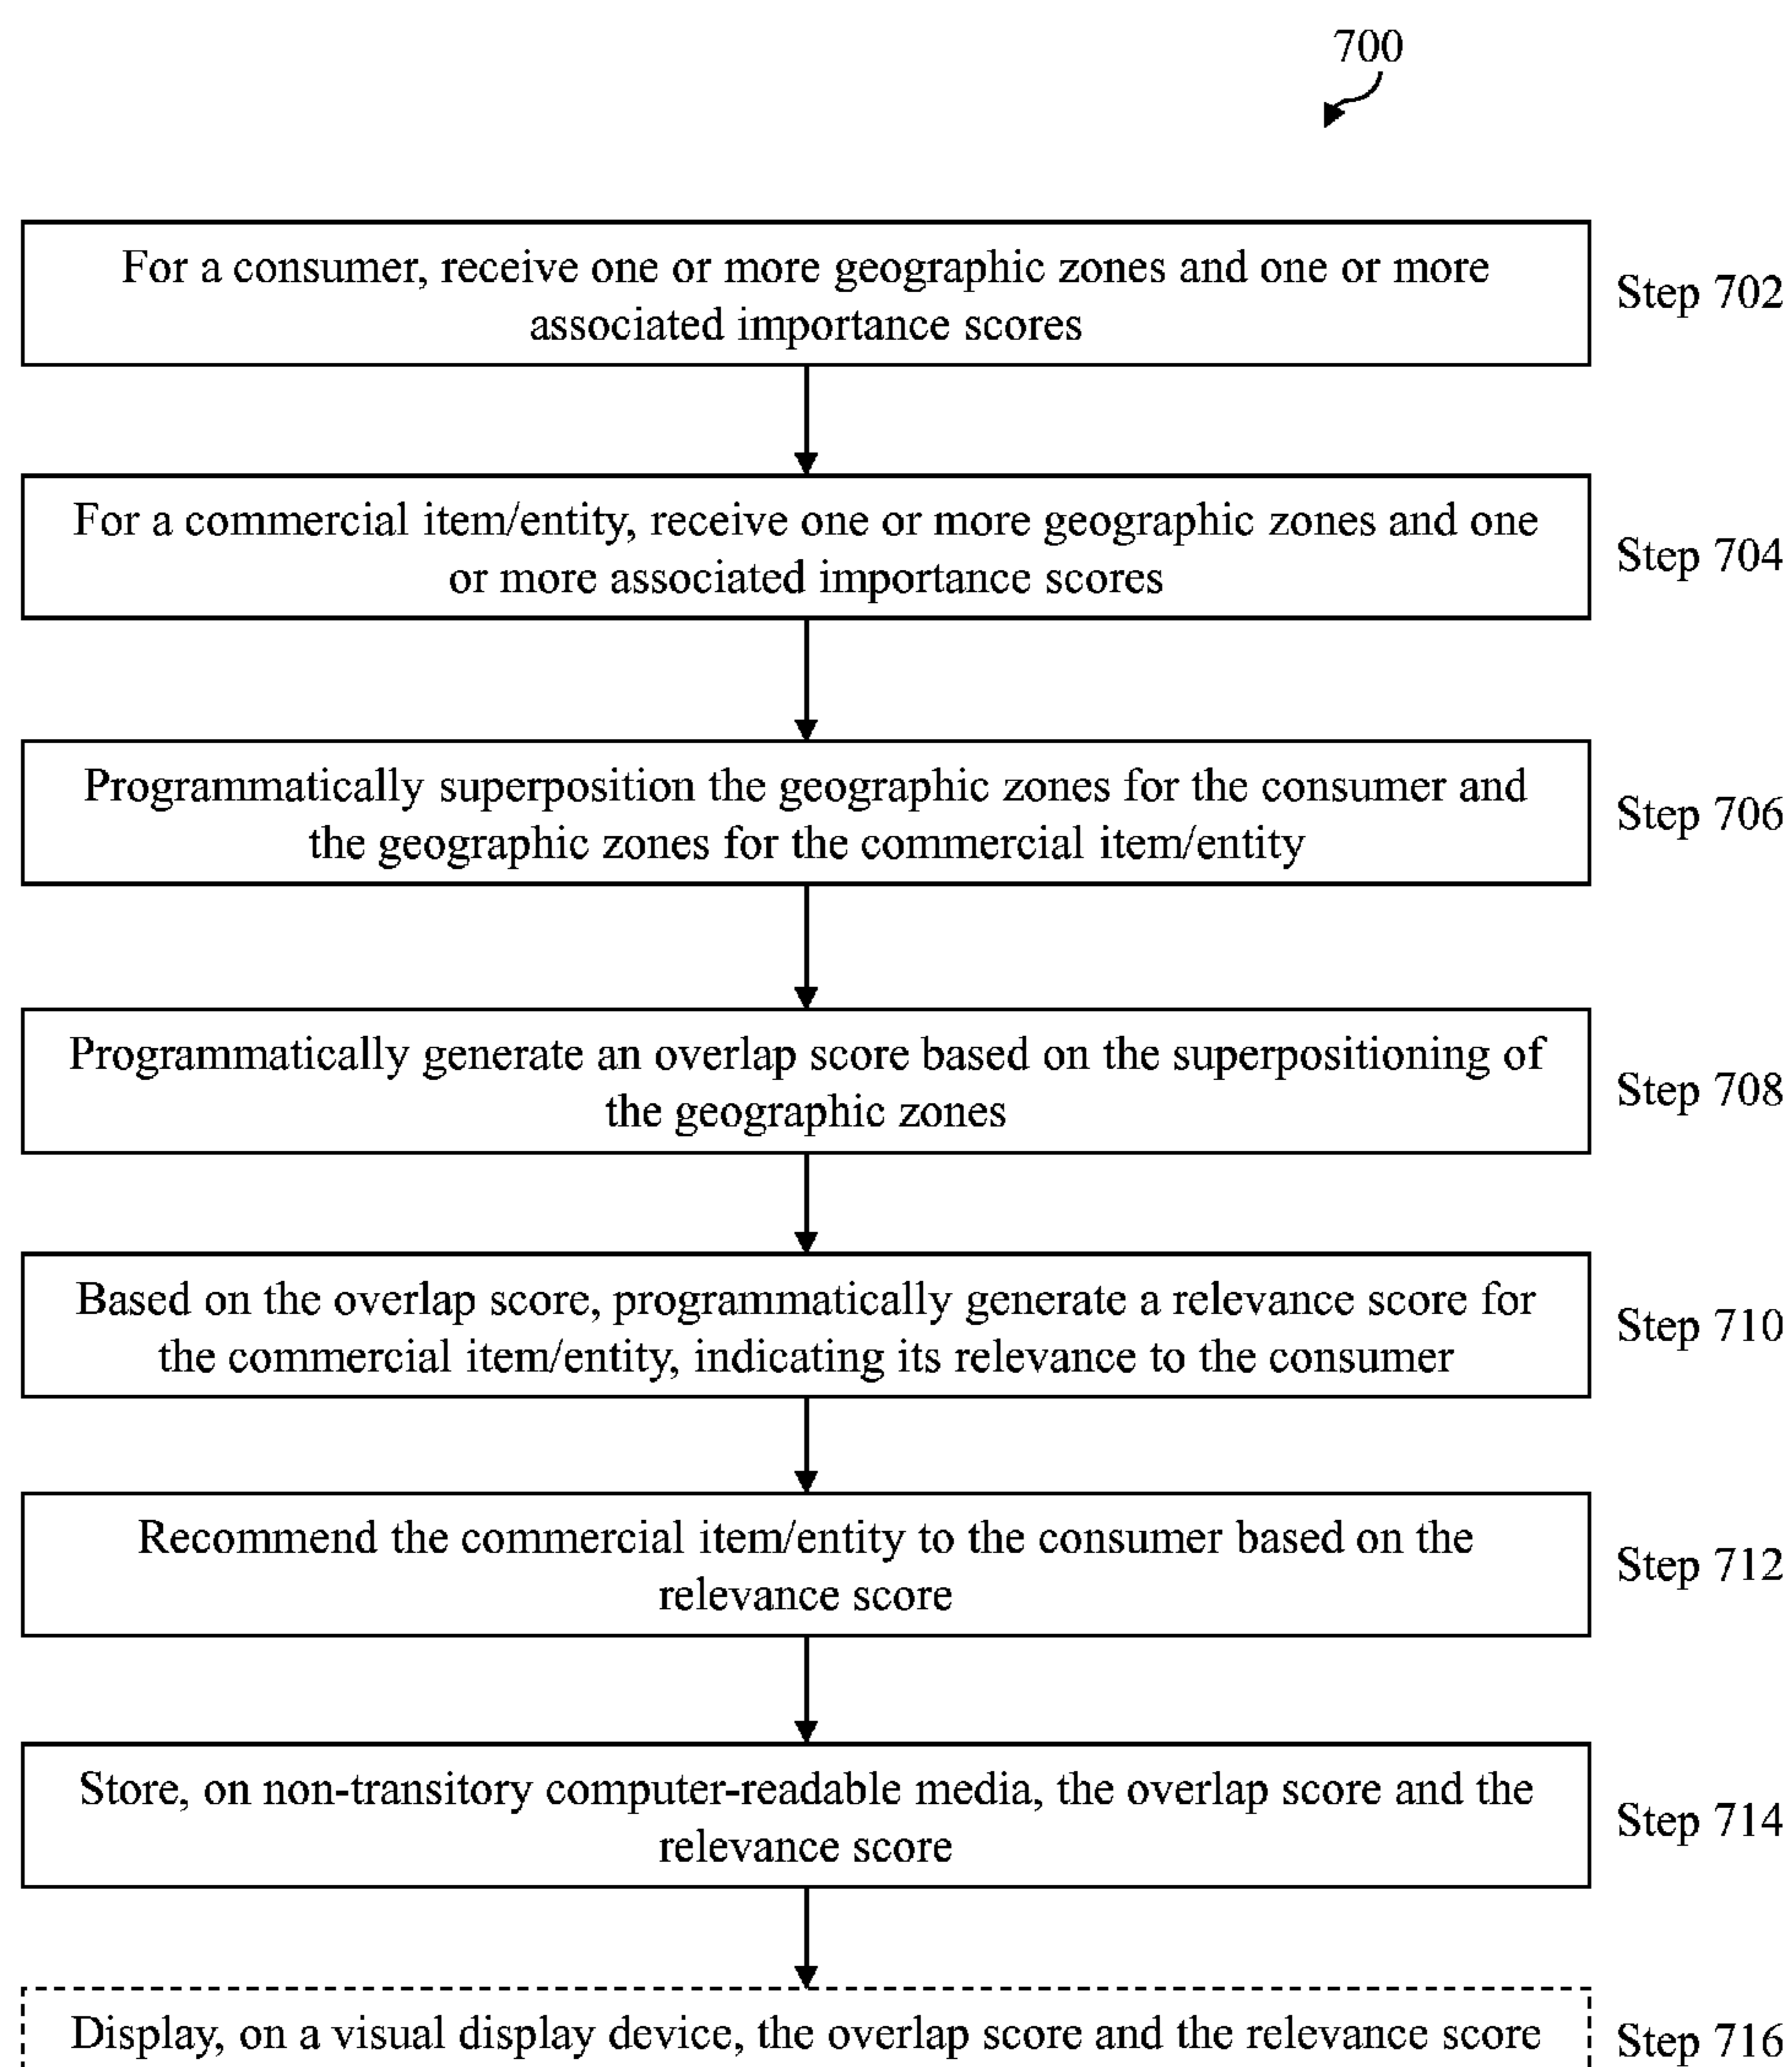 700
For a consumer, receive one or more geographic zones and one or more
associated importance scores
Step 702
For a commercial item/entity, receive one or more geographic zones and one
or more associated importance scores
Step 704
Programmatically superposition the geographic zones for the consumer and
the geographic zones for the commercial item/entity
Step 706
Programmatically generate an overlap score based on the superpositioning of
the geographic zones
Step 708
Based on the overlap score, programmatically generate a relevance score for
the commercial item/entity, indicating its relevance to the consumer
Step 710
Recommend the commercial item/entity to the consumer based on the
relevance score
Step 712
Store, on non-transitory computer-readable media, the overlap score and the
relevance score
Step 714
Display, on a visual display device, the overlap score and the relevance score
Step 716